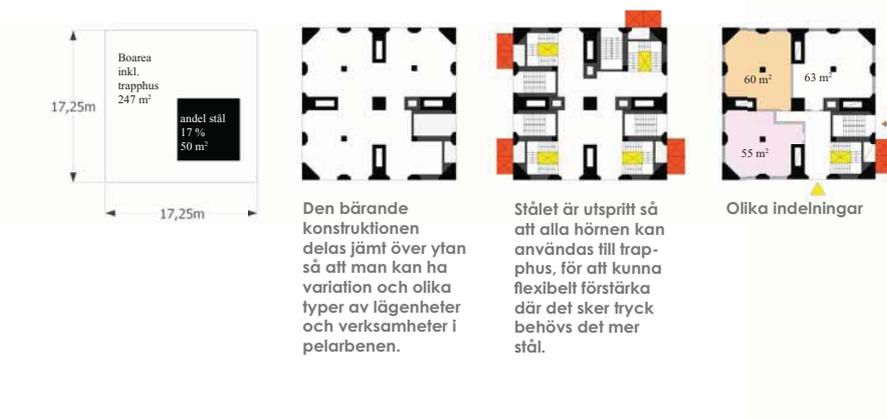 Boarea
inkl.
trapphus
247 m²
17,25m
andel stål
17 %
50 m²
17,25m
Den bärande
konstruktionen
delas jämt över ytan
så att man kan ha
variation och olika
typer av lägenheter
och verksamheter i
pelarbenen.
Stålet är utspritt så
att alla hörnen kan
användas till trap-
phus, för att kunna
flexibelt förstärka
där det sker tryck
behövs det mer
stål.
60 m²
63 m²
55 m²
Olika indelningar